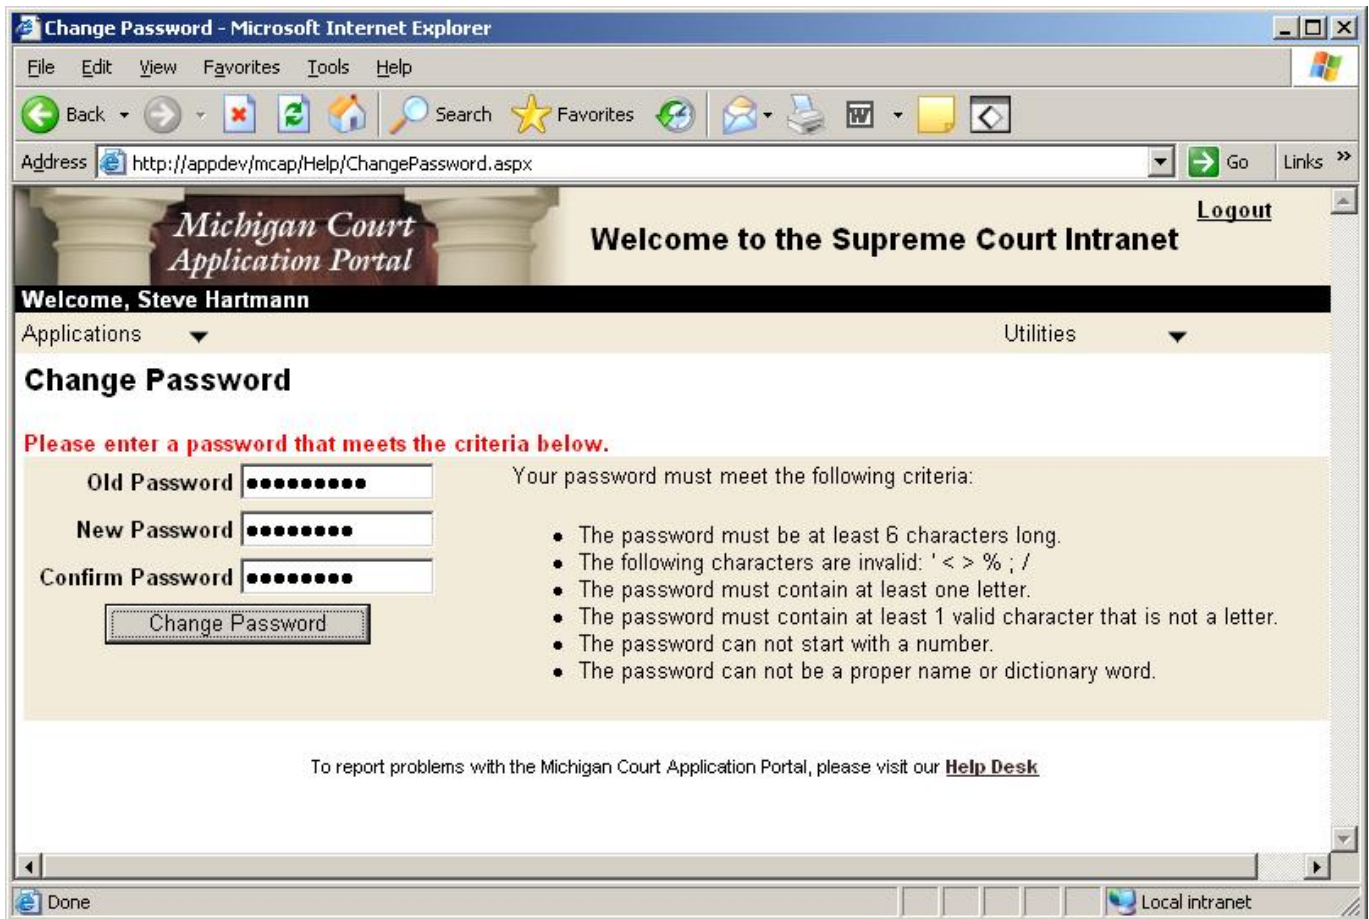 Change Password - Microsoft Internet Explorer
File Edit View Favorites Tools Help
Back Search Favorites
Address http://appdev/mcap/Help/ChangePassword.aspx Go Links »
Michigan Court
Application Portal
Logout
Welcome to the Supreme Court Intranet
Welcome, Steve Hartmann
Applications Utilities
Change Password
Please enter a password that meets the criteria below.
Old Password ●●●●●●●●●
New Password ●●●●●●●●
Confirm Password ●●●●●●●●
Change Password
Your password must meet the following criteria:
• The password must be at least 6 characters long.
• The following characters are invalid: ' < > % ; /
• The password must contain at least one letter.
• The password must contain at least 1 valid character that is not a letter.
• The password can not start with a number.
• The password can not be a proper name or dictionary word.
To report problems with the Michigan Court Application Portal, please visit our Help Desk
Done Local intranet